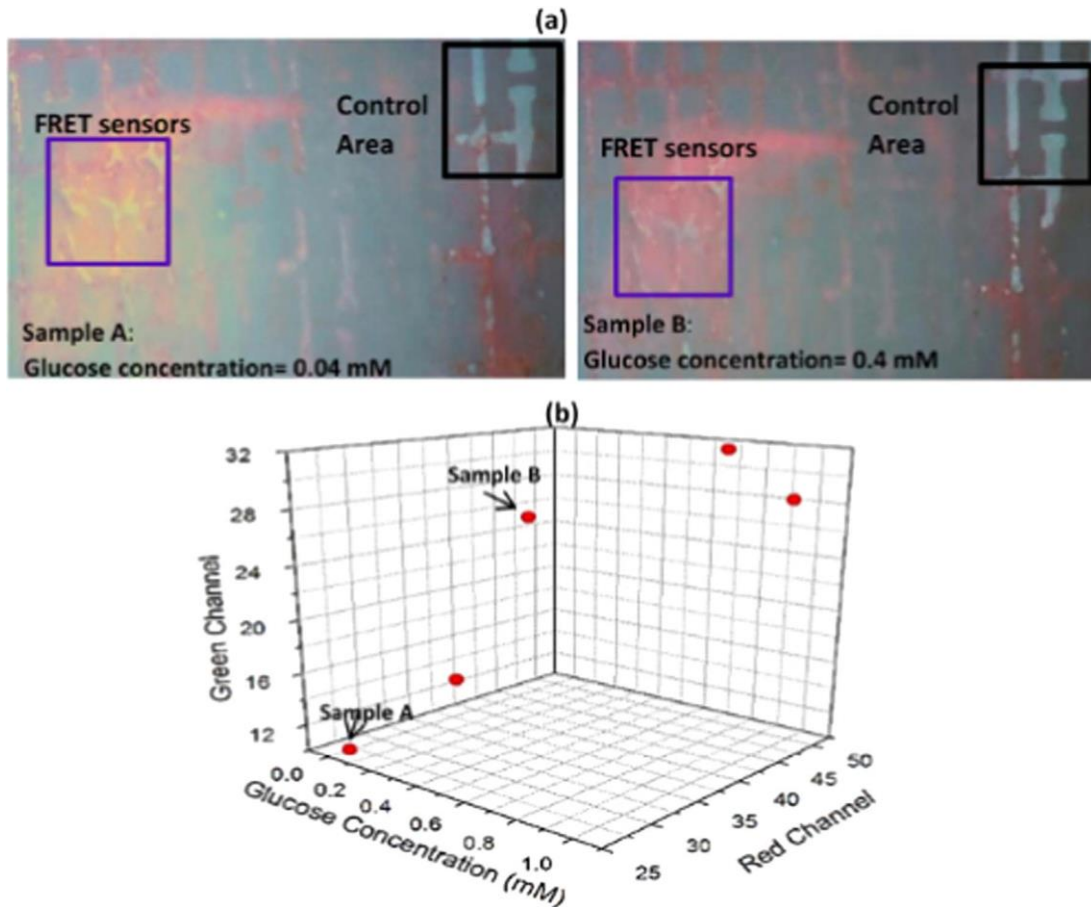 (a)
FRET sensors
Control
Area
Sample A:
Glucose concentration= 0.04 mM
FRET sensors
Control
Area
Sample B:
Glucose concentration= 0.4 mM
(b)
32
28
24
20
16
12
Green Channel
Sample B
Sample A
0.0
0.2
0.4
0.6
0.8
1.0
Glucose Concentration (mM)
25
30
35
40
45
50
Red Channel